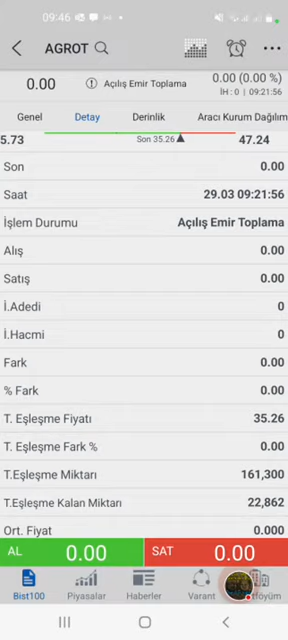 09:46
AGROT
0.00
Açılış Emir Toplama
0.00 (0.00 %)
İH : 0 | 09:21:56
Genel
Detay
Derinlik
Aracı Kurum Dağılım
5.73
Son 35.26
47.24
Son 0.00
Saat 29.03 09:21:56
İşlem Durumu Açılış Emir Toplama
Alış 0.00
Satış 0.00
İ.Adedi 0
İ.Hacmi 0
Fark 0.00
% Fark 0.00
T. Eşleşme Fiyatı 35.26
T. Eşleşme Fark % 0.00
T.Eşleşme Miktarı 161,300
T.Eşleşme Kalan Miktarı 22,862
Ort. Fiyat 0.000
AL 0.00
SAT 0.00
Bist100
Piyasalar
Haberler
Varant
tföyüm